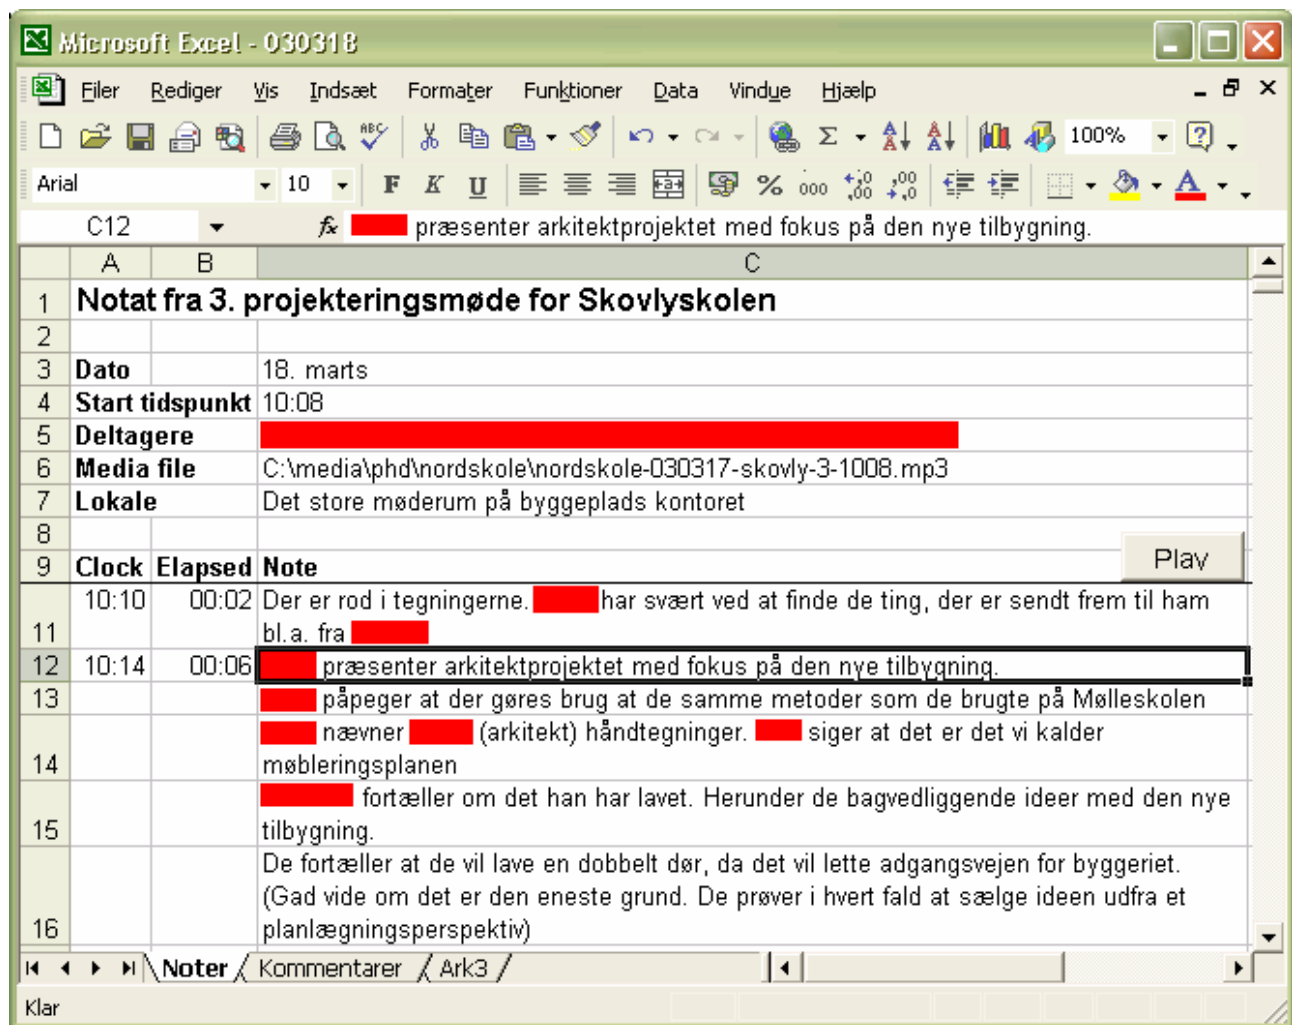 Microsoft Excel - 030318
Filer Rediger Vis Indsæt Formater Funktioner Data Vindue Hjælp
100%
Arial 10 F K U
C12 fx præsenter arkitektprojektet med fokus på den nye tilbygning.
A B C
1 Notat fra 3. projekteringsmøde for Skovlyskolen
2
3 Dato 18. marts
4 Start tidspunkt 10:08
5 Deltagere
6 Media file C:\media\phd\nordskole\nordskole-030317-skovly-3-1008.mp3
7 Lokale Det store møderum på byggeplads kontoret
8
9 Clock Elapsed Note Play
10:10 00:02 Der er rod i tegningerne. har svært ved at finde de ting, der er sendt frem til ham
11 bl.a. fra
12 10:14 00:06 præsenter arkitektprojektet med fokus på den nye tilbygning.
13 påpeger at der gøres brug at de samme metoder som de brugte på Mølleskolen
nævner (arkitekt) håndtegninger. siger at det er det vi kalder
14 møbleringsplanen
fortæller om det han har lavet. Herunder de bagvedliggende ideer med den nye
15 tilbygning.
De fortæller at de vil lave en dobbelt dør, da det vil lette adgangsvejen for byggeriet.
(Gad vide om det er den eneste grund. De prøver i hvert fald at sælge ideen udfra et
16 planlægningsperspektiv)
Noter Kommentarer Ark3
Klar